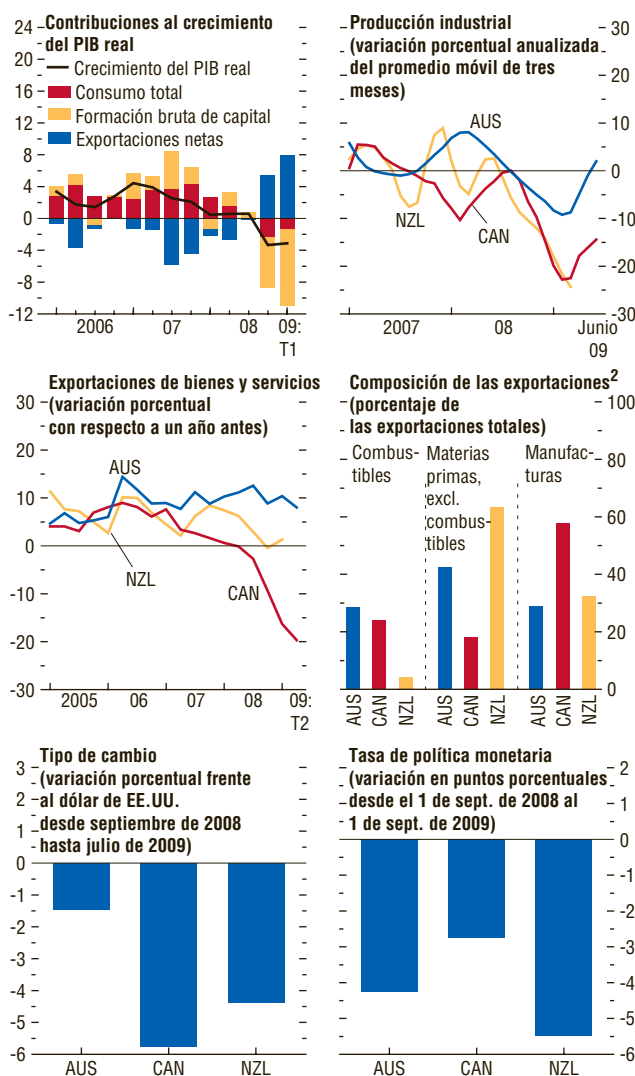 Contribuciones al crecimiento
del PIB real
Crecimiento del PIB real
Consumo total
Formación bruta de capital
Exportaciones netas
24
20
16
12
8
4
0
-4
-8
-12
2006
07
08
09:
T1
Producción industrial
(variación porcentual anualizada
del promedio móvil de tres
meses)
AUS
NZL
CAN
30
20
10
0
-10
-20
-30
2007
08
Junio
09
Exportaciones de bienes y servicios
(variación porcentual
con respecto a un año antes)
AUS
NZL
CAN
30
20
10
0
-10
-20
-30
2005
06
07
08
09:
T2
Composición de las exportaciones2
(porcentaje de
las exportaciones totales)
Combus-
tibles
Materias
primas,
excl.
combus-
tibles
Manufac-
turas
100
80
60
40
20
0
AUS
CAN
NZL
AUS
CAN
NZL
AUS
CAN
NZL
Tipo de cambio
(variación porcentual frente
al dólar de EE.UU.
desde septiembre de 2008
hasta julio de 2009)
3
2
1
0
-1
-2
-3
-4
-5
-6
AUS
CAN
NZL
Tasa de política monetaria
(variación en puntos porcentuales
desde el 1 de sept. de 2008 al
1 de sept. de 2009)
2
1
0
-1
-2
-3
-4
-5
-6
AUS
CAN
NZL